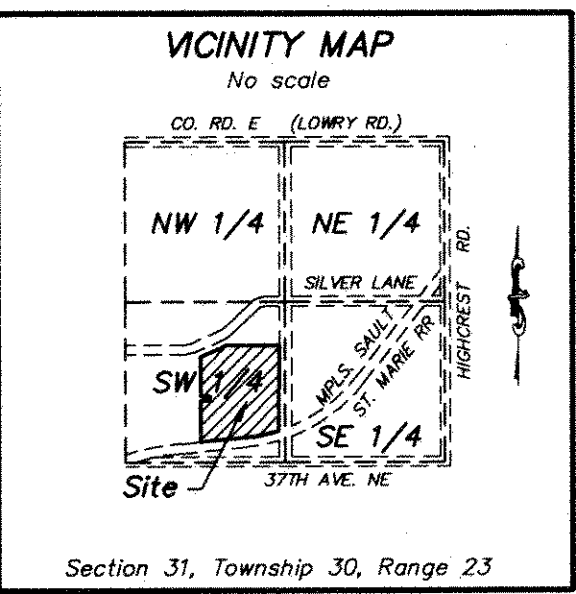 VICINITY MAP
No scale
CO. RD. E (LOWRY RD.)
NW 1/4
NE 1/4
SILVER LANE
HIGHCREST RD.
MPLS. SAULT
ST. MARIE RR
SW 1/4
SE 1/4
Site
37TH AVE. NE
Section 31, Township 30, Range 23